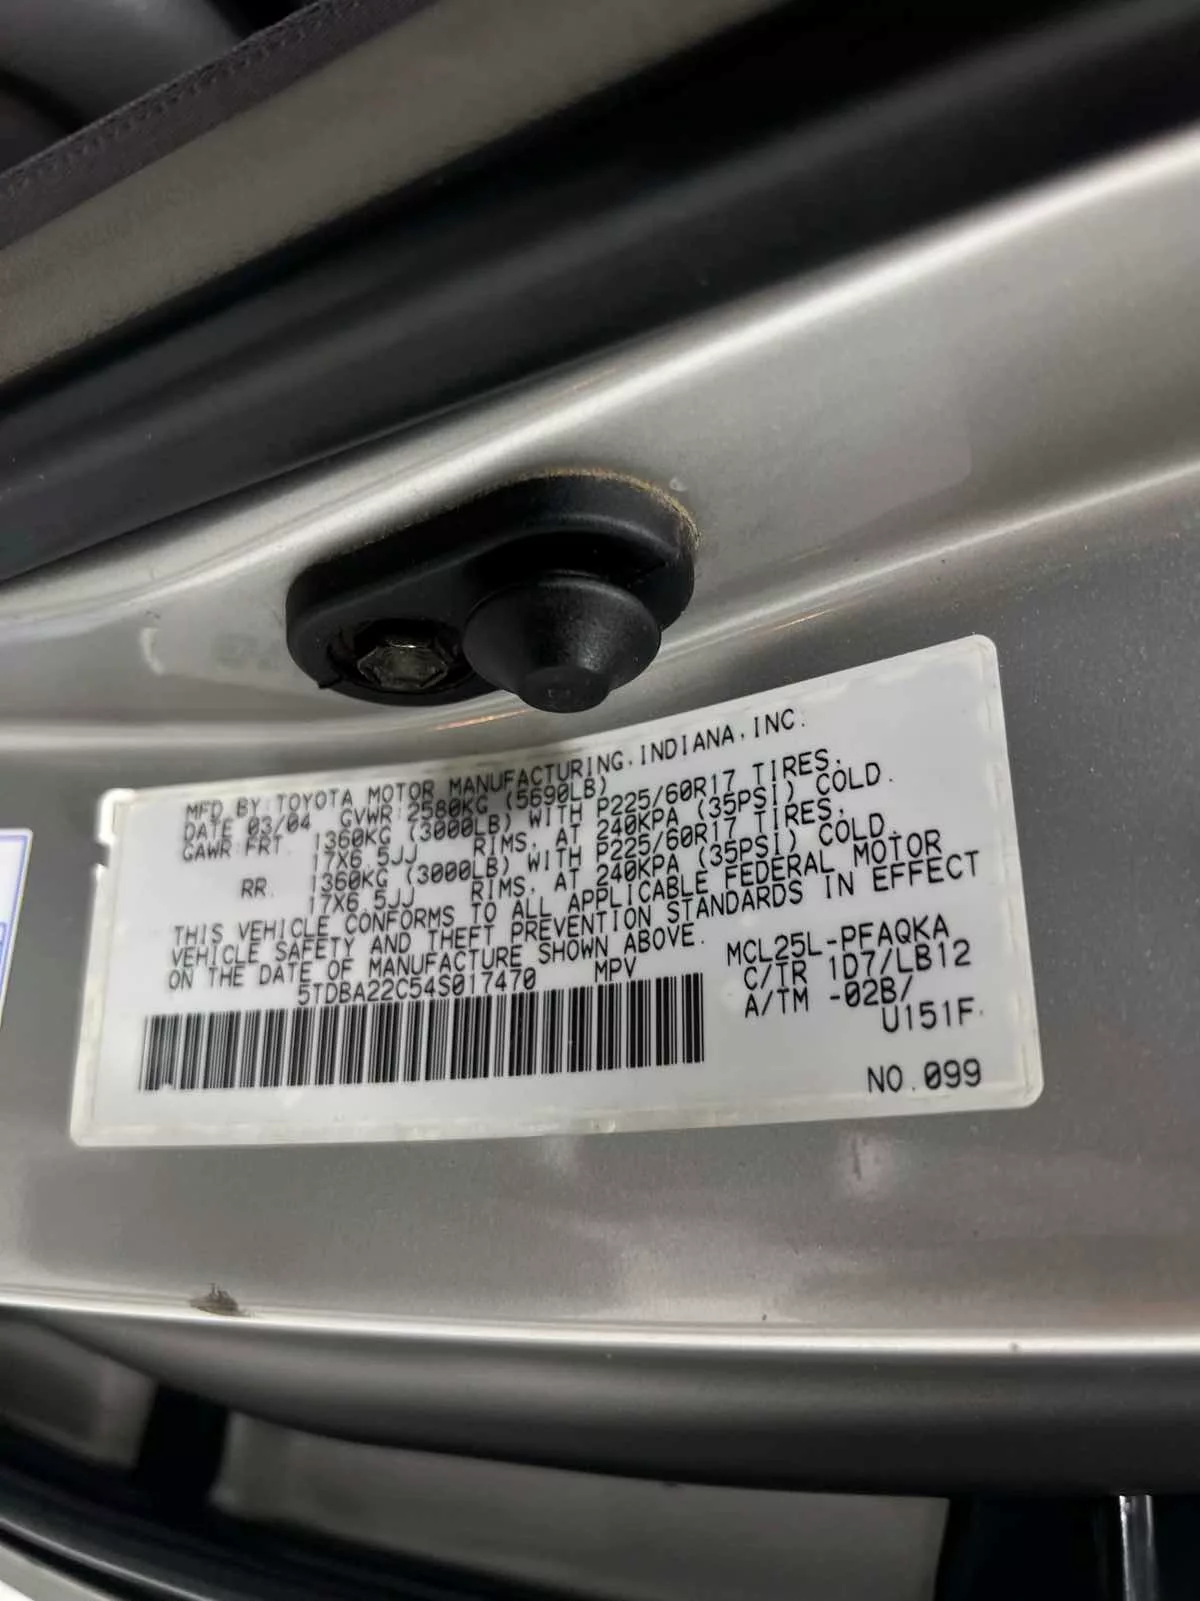 MFD BY: TOYOTA MOTOR MANUFACTURING, INDIANA, INC.
DATE 03/04 GVWR: 2580KG (5690LB)
GAWR FRT. 1360KG (3000LB) WITH P225/60R17 TIRES,
17X6.5JJ RIMS, AT 240KPA (35PSI) COLD.
RR. 1360KG (3000LB) WITH P225/60R17 TIRES,
17X6.5JJ RIMS, AT 240KPA (35PSI) COLD.
THIS VEHICLE CONFORMS TO ALL APPLICABLE FEDERAL MOTOR
VEHICLE SAFETY AND THEFT PREVENTION STANDARDS IN EFFECT
ON THE DATE OF MANUFACTURE SHOWN ABOVE.
5TDBA22C54S017470 MPV
MCL25L-PFAQKA
C/TR 1D7/LB12
A/TM -02B/
U151F
NO.099